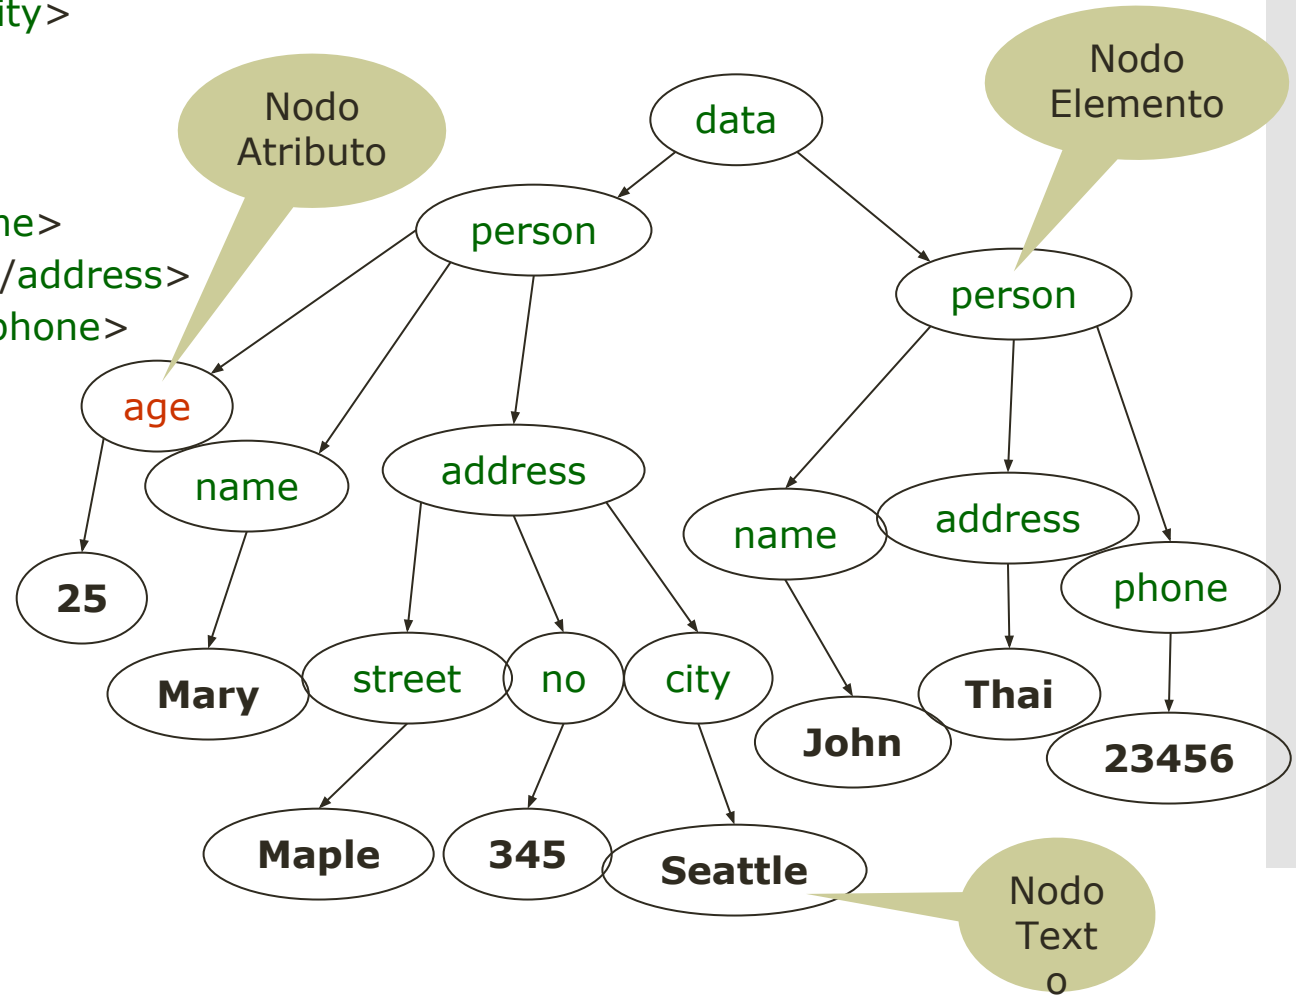 ity>
Nodo
Elemento
Nodo
Atributo
data
ne>
person
/address>
person
phone>
age
address
name
address
name
phone
25
street
no
city
Mary
Thai
John
23456
Maple
345
Seattle
Nodo
Text
o